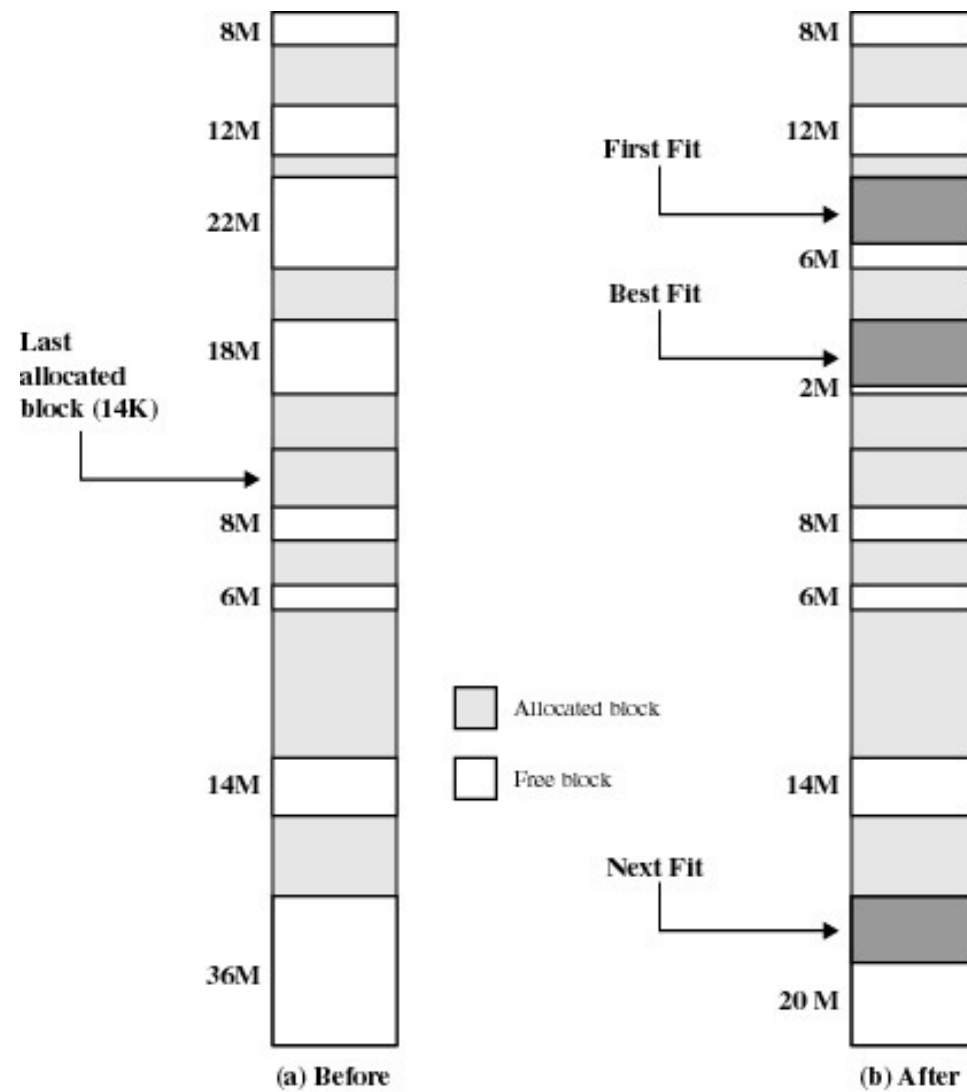 8M
12M
22M
18M
Last
allocated
block (14K)
8M
6M
14M
36M
(a) Before
Allocated block
Free block
8M
12M
First Fit
6M
Best Fit
2M
8M
6M
14M
Next Fit
20 M
(b) After